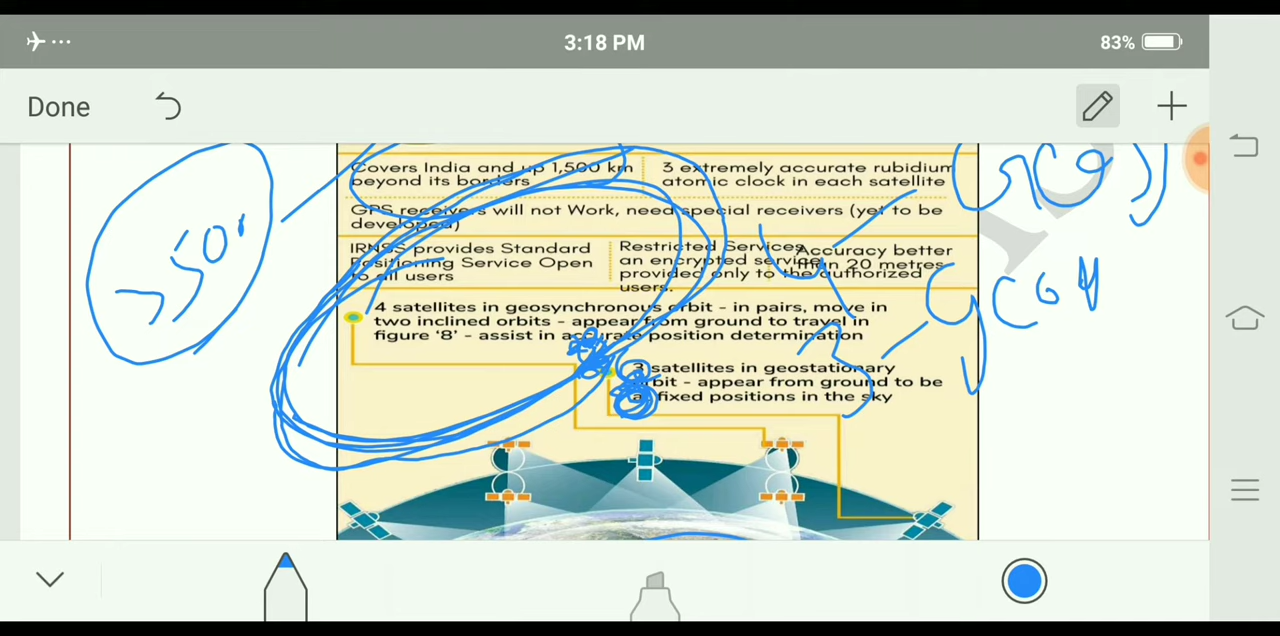 3:18 PM
83%
Done
Covers India and up 1,500 km
beyond its borders
3 extremely accurate rubidium
atomic clock in each satellite
GPS receivers will not Work, need special receivers (yet to be
developed)
IRNSS provides Standard
Positioning Service Open
to all users
Restricted Services
an encrypted service
provided only to the authorized
users.
Accuracy better
than 20 metres
4 satellites in geosynchronous orbit - in pairs, move in
two inclined orbits - appear from ground to travel in
figure '8' - assist in accurate position determination
3 satellites in geostationary
orbit - appear from ground to be
at fixed positions in the sky
4
3